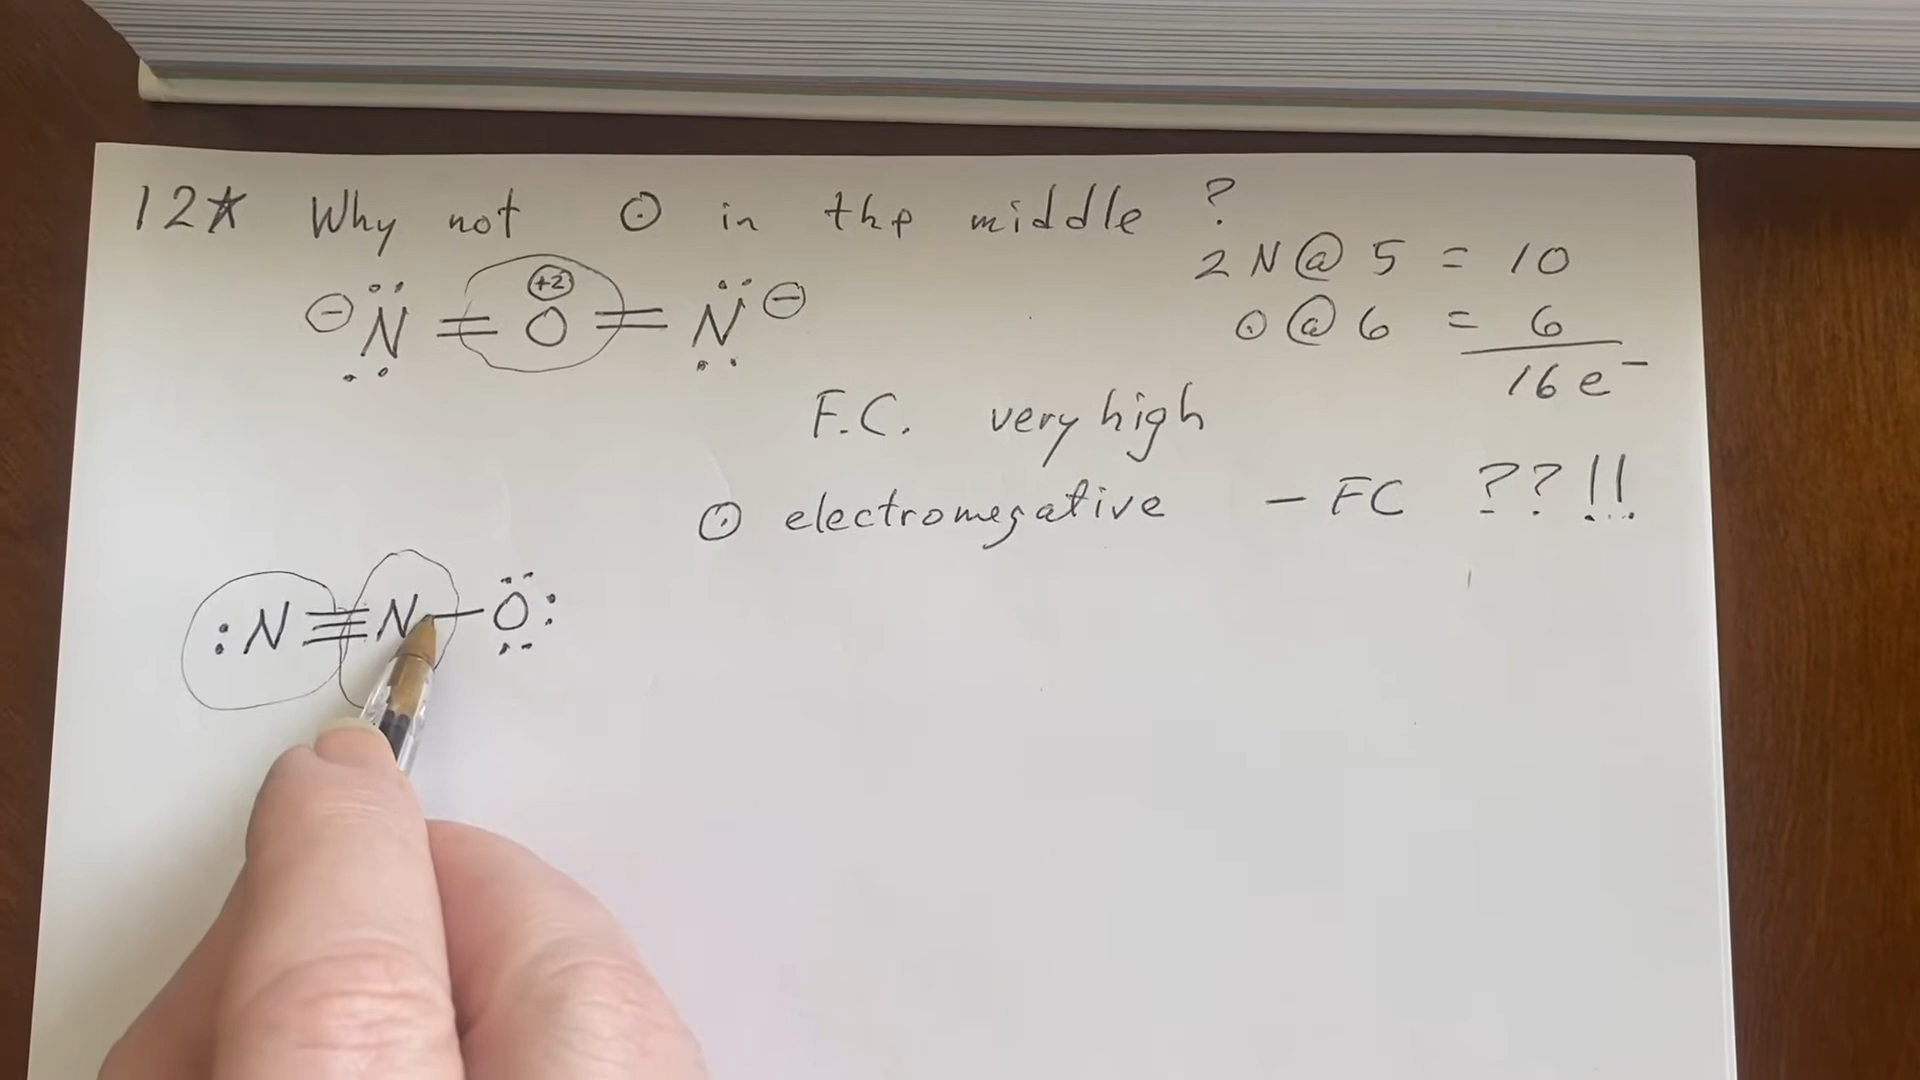 12* Why not O in the middle ?
2 N @ 5 = 10
O @ 6 = 6
16 e⁻
⊖ :N̈ = O = N̈: ⊖
+2
F.C. very high
O electronegative – FC ??!!
:N≡N–Ö: